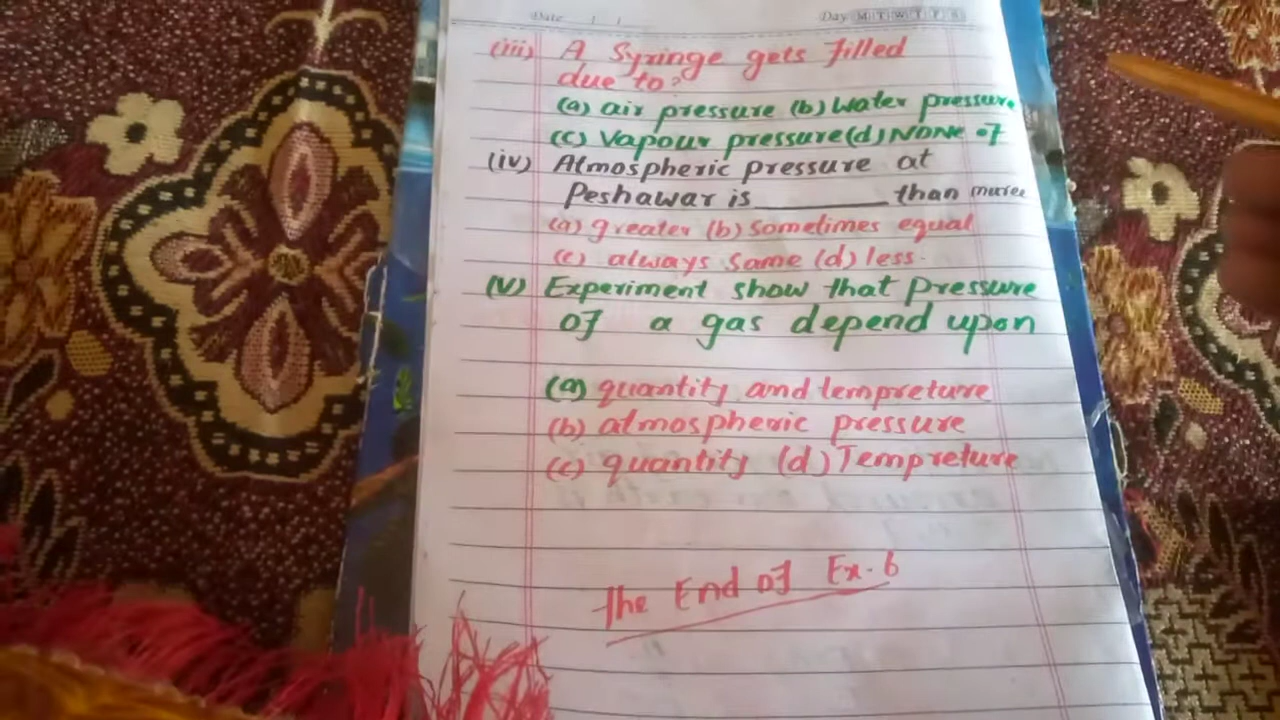 Date / / Day M T W T F S
(iii) A Syringe gets filled
due to?
(a) air pressure (b) Water pressure
(c) Vapour pressure (d) NONE of
(iv) Atmospheric pressure at
Peshawar is ________ than muree
(a) greater (b) Sometimes equal
(c) always same (d) less.
(v) Experiment show that pressure
of a gas depend upon
(a) quantity and tempreture
(b) atmospheric pressure
(c) quantity (d) Tempreture
The End of Ex. 6